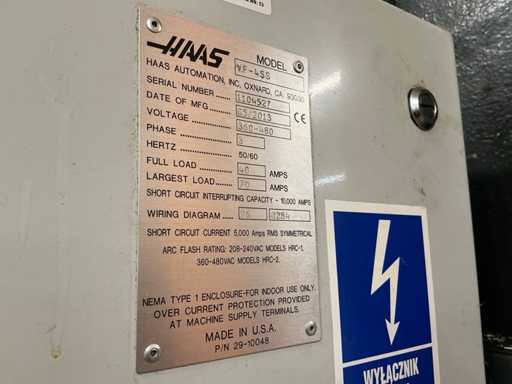 HAAS MODEL VF-4SS
HAAS AUTOMATION, INC. OXNARD, CA. 93030
SERIAL NUMBER 1104527
DATE OF MFG. 05/2013
VOLTAGE 360-480
PHASE 3
HERTZ 50/60
FULL LOAD 40 AMPS
LARGEST LOAD 20 AMPS
SHORT CIRCUIT INTERRUPTING CAPACITY - 10,000 AMPS
WIRING DIAGRAM
SHORT CIRCUIT CURRENT 5,000 Amps RMS SYMMETRICAL
ARC FLASH RATING: 208-240VAC MODELS HRC-1,
360-480VAC MODELS HRC-2.
NEMA TYPE 1 ENCLOSURE-FOR INDOOR USE ONLY.
OVER CURRENT PROTECTION PROVIDED
AT MACHINE SUPPLY TERMINALS.
MADE IN U.S.A.
P/N 29-10048
CE
WYŁĄCZNIK